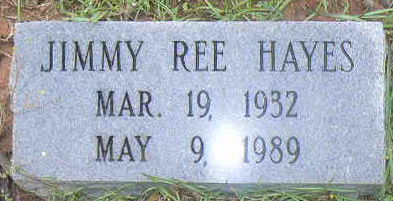 JIMMY REE HAYES
MAR. 19, 1932
MAY 9, 1989